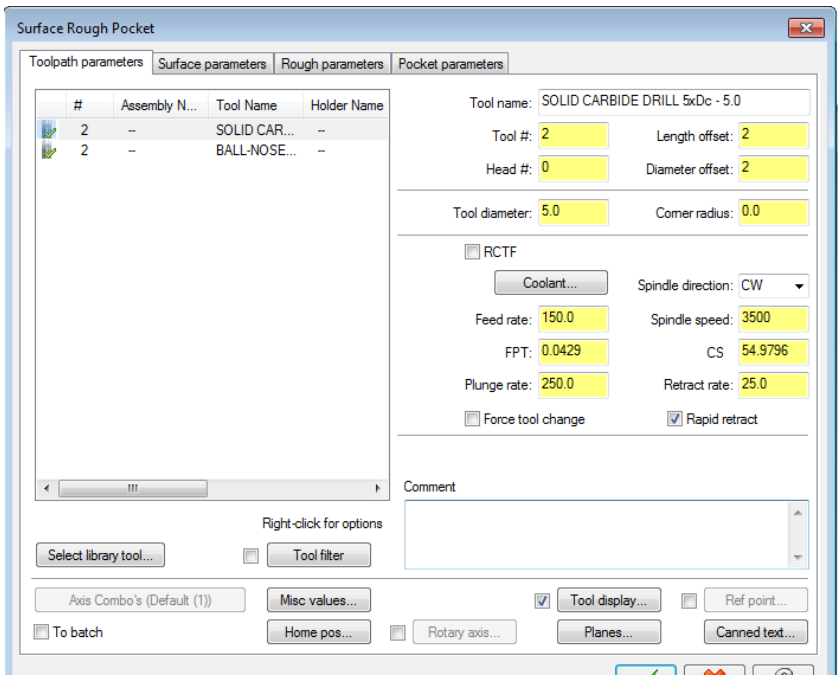 Surface Rough Pocket
Toolpath parameters Surface parameters Rough parameters Pocket parameters
# Assembly N... Tool Name Holder Name
2 -- SOLID CAR... --
2 -- BALL-NOSE... --
Tool name: SOLID CARBIDE DRILL 5xDc - 5.0
Tool #: 2 Length offset: 2
Head #: 0 Diameter offset: 2
Tool diameter: 5.0 Corner radius: 0.0
RCTF
Coolant... Spindle direction: CW
Feed rate: 150.0 Spindle speed: 3500
FPT: 0.0429 CS 54.9796
Plunge rate: 250.0 Retract rate: 25.0
Force tool change Rapid retract
Comment
Right-click for options
Select library tool... Tool filter
Axis Combo's (Default (1)) Misc values... Tool display... Ref point...
To batch Home pos... Rotary axis... Planes... Canned text...